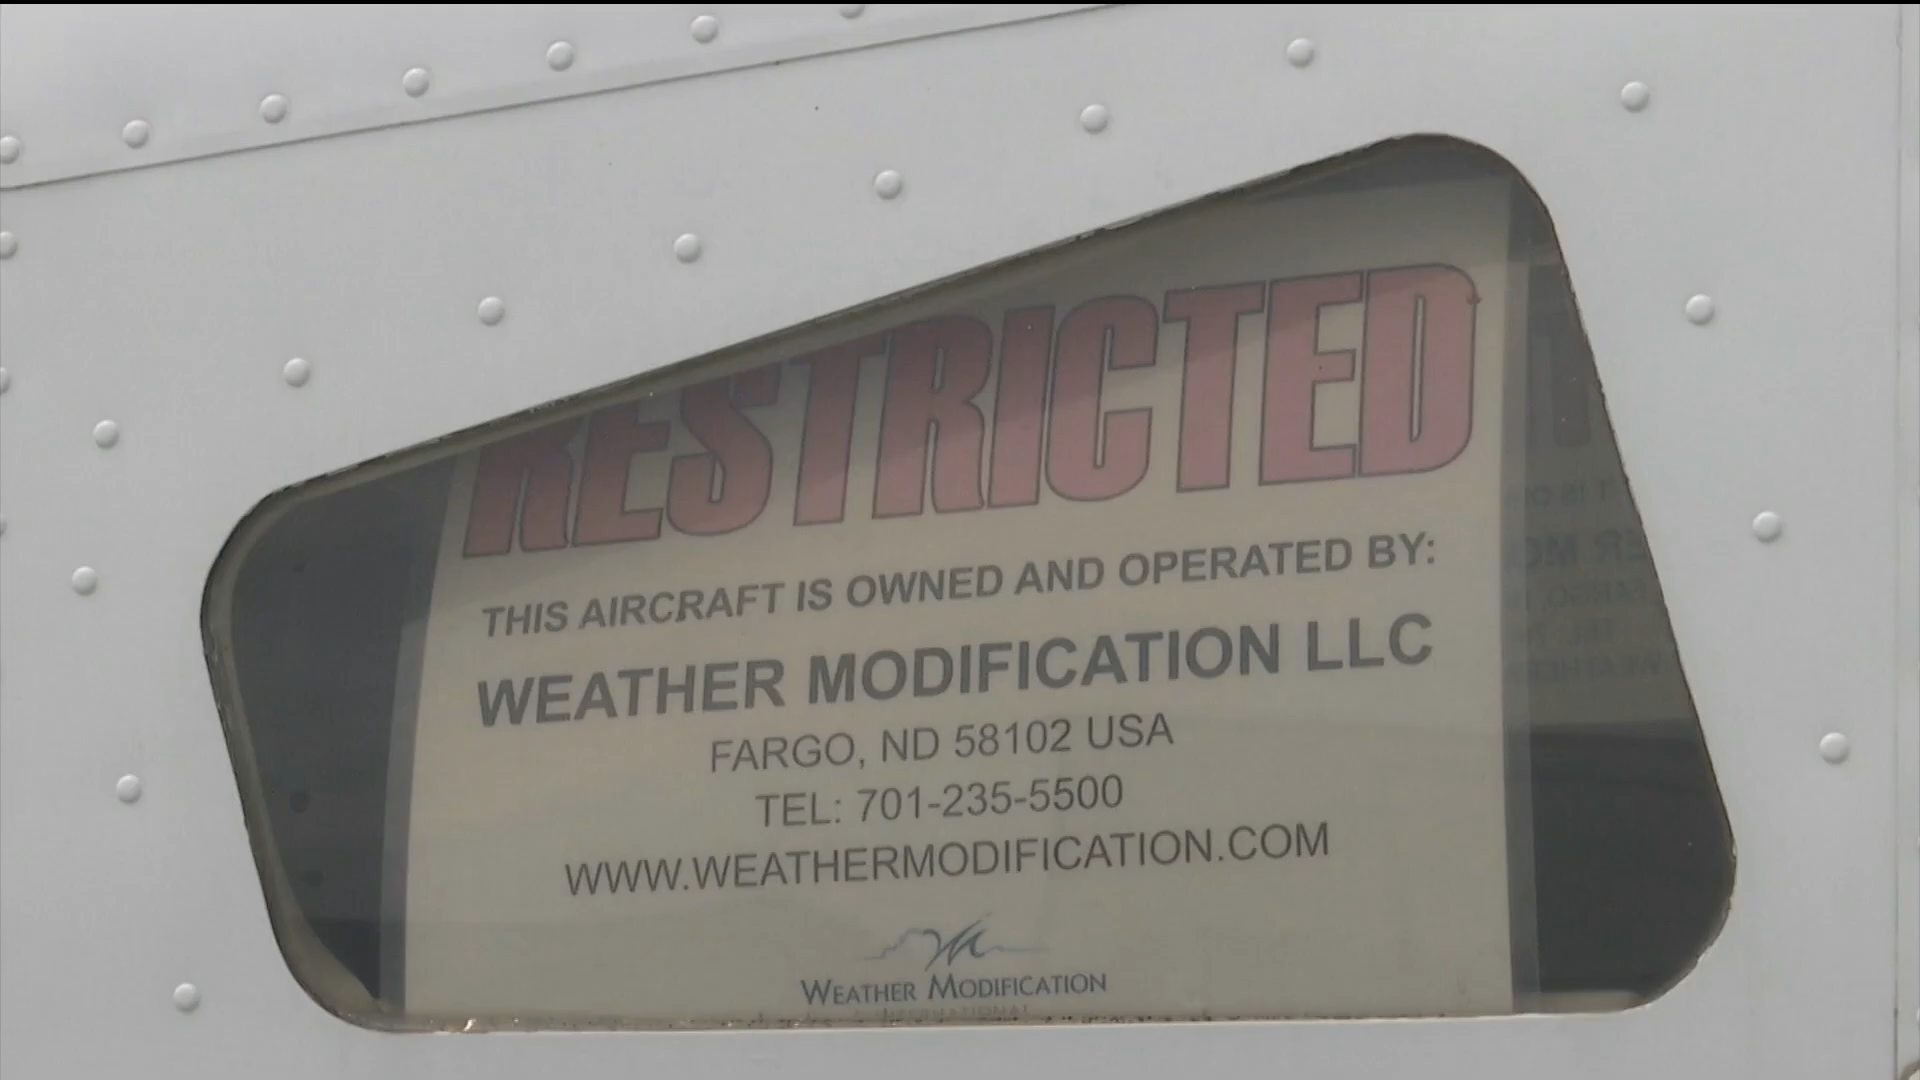 RESTRICTED
THIS AIRCRAFT IS OWNED AND OPERATED BY:
WEATHER MODIFICATION LLC
FARGO, ND 58102 USA
TEL: 701-235-5500
WWW.WEATHERMODIFICATION.COM
WEATHER MODIFICATION
INTERNATIONAL